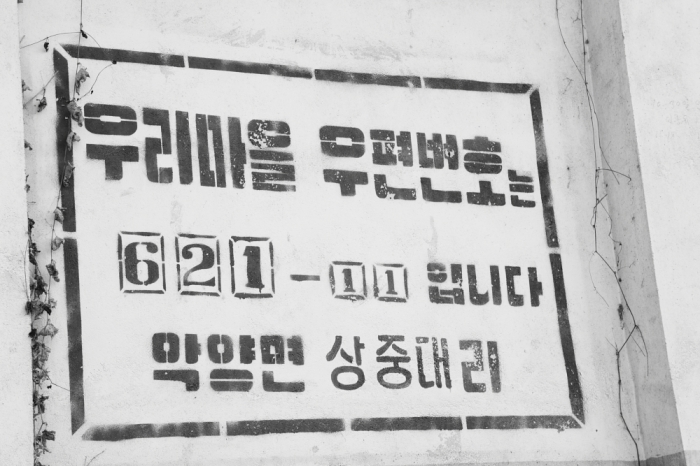 우리마을 우편번호는
621-11 입니다
악양면 상중대리